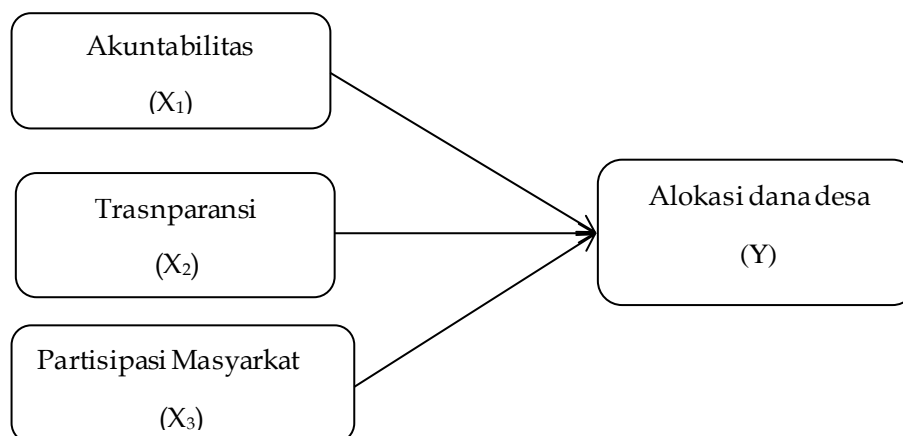 Akuntabilitas
(X₁)
Trasnparansi
(X₂)
Partisipasi Masyarkat
(X₃)
Alokasi dana desa
(Y)